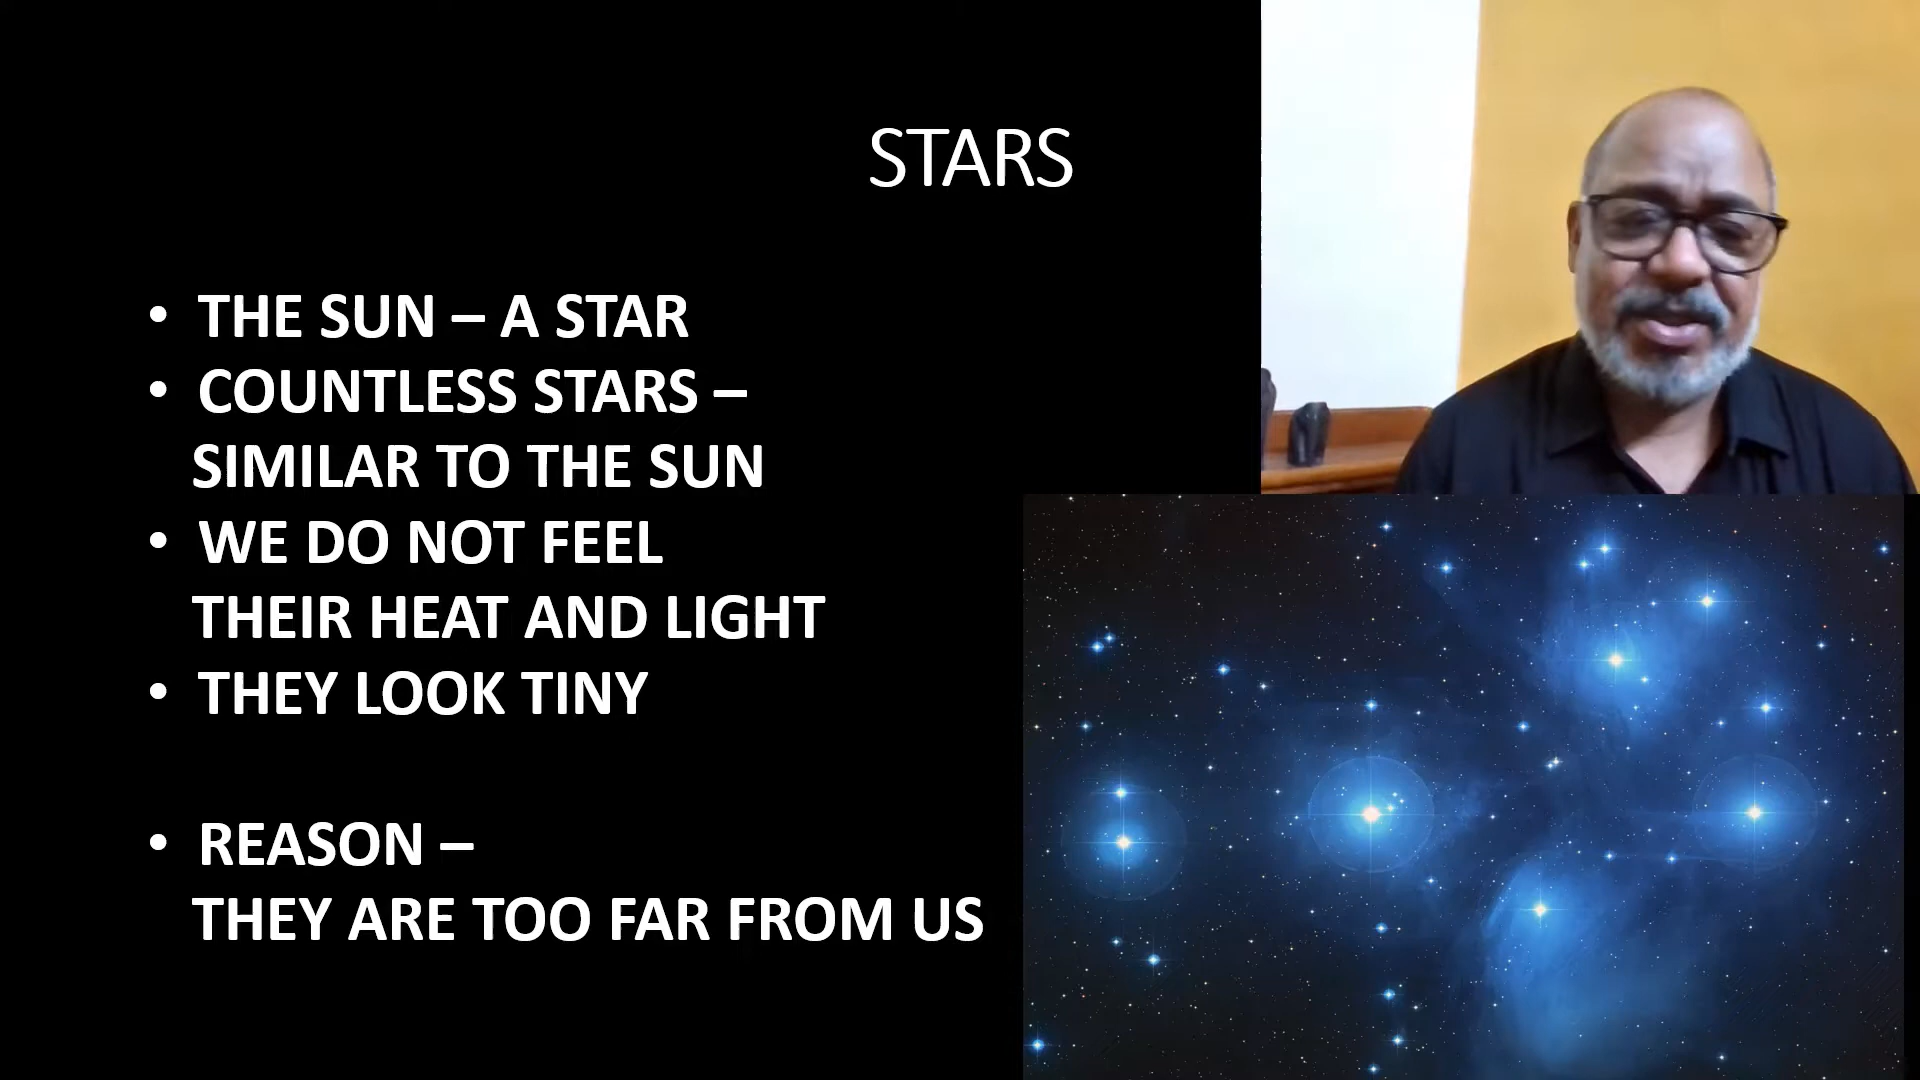 STARS
• THE SUN – A STAR
• COUNTLESS STARS –
SIMILAR TO THE SUN
• WE DO NOT FEEL
THEIR HEAT AND LIGHT
• THEY LOOK TINY
• REASON –
THEY ARE TOO FAR FROM US